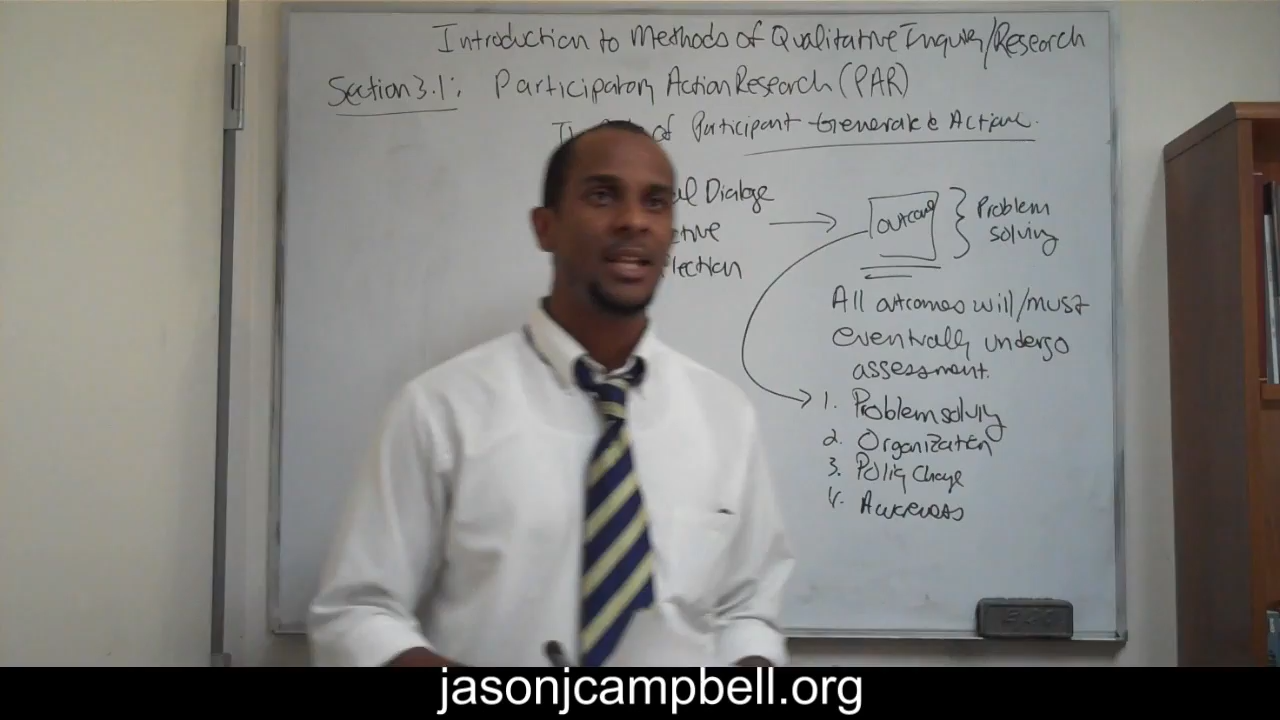 Introduction to Methods of Qualitative Inquiry/Research
Section 3.1: Participatory Action Research (PAR)
of Participant-Generate Action.
Dialoge
outcome } Problem solving
All outcomes will/must
eventually undergo
assessment.
1. Problem solving
2. Organization
3. Policy Change
4. Awareness
jasonjcampbell.org